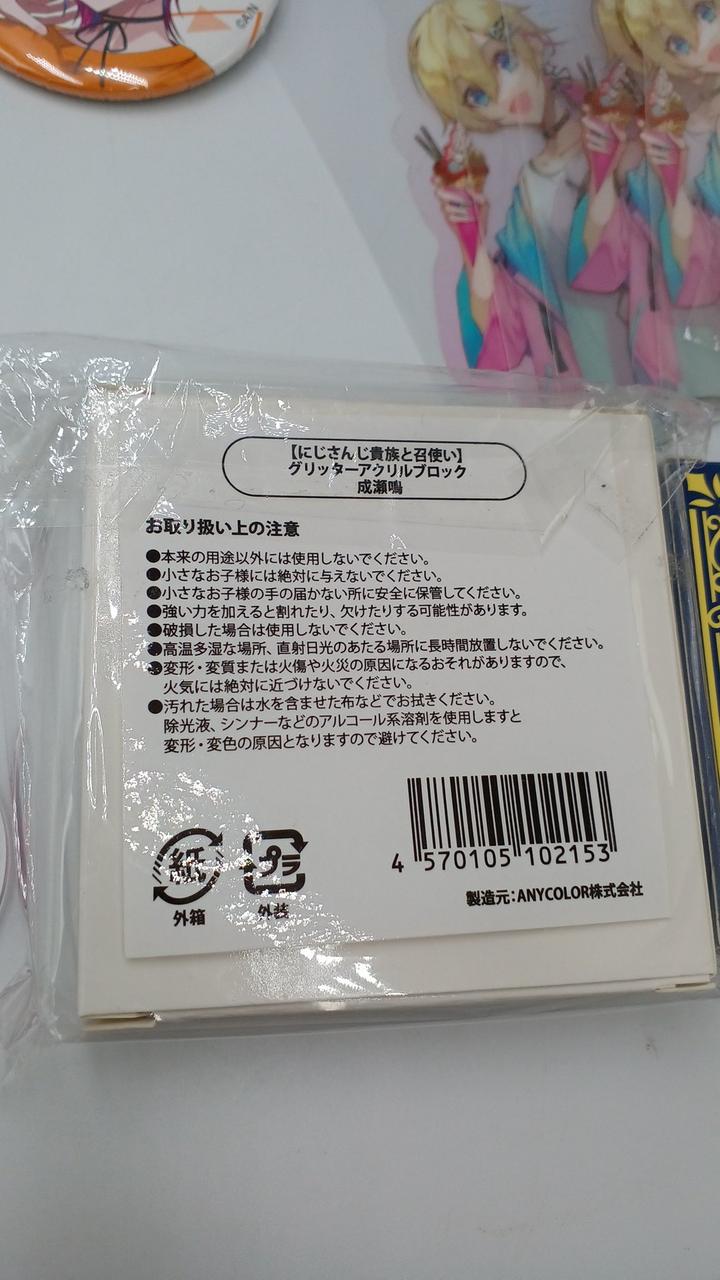 ©A/N
【にじさんじ貴族と召使い】
グリッターアクリルブロック
成瀬鳴
お取り扱い上の注意
●本来の用途以外には使用しないでください。
●小さなお子様には絶対に与えないでください。
●小さなお子様の手の届かない所に安全に保管してください。
●強い力を加えると割れたり、欠けたりする可能性があります。
●破損した場合は使用しないでください。
●高温多湿な場所、直射日光のあたる場所に長時間放置しないでください。
●変形・変質または火傷や火災の原因になるおそれがありますので、
火気には絶対に近づけないでください。
●汚れた場合は水を含ませた布などでお拭きください。
除光液、シンナーなどのアルコール系溶剤を使用しますと
変形・変色の原因となりますので避けてください。
紙
外箱
プラ
外装
4 570105 102153
製造元：ANYCOLOR株式会社